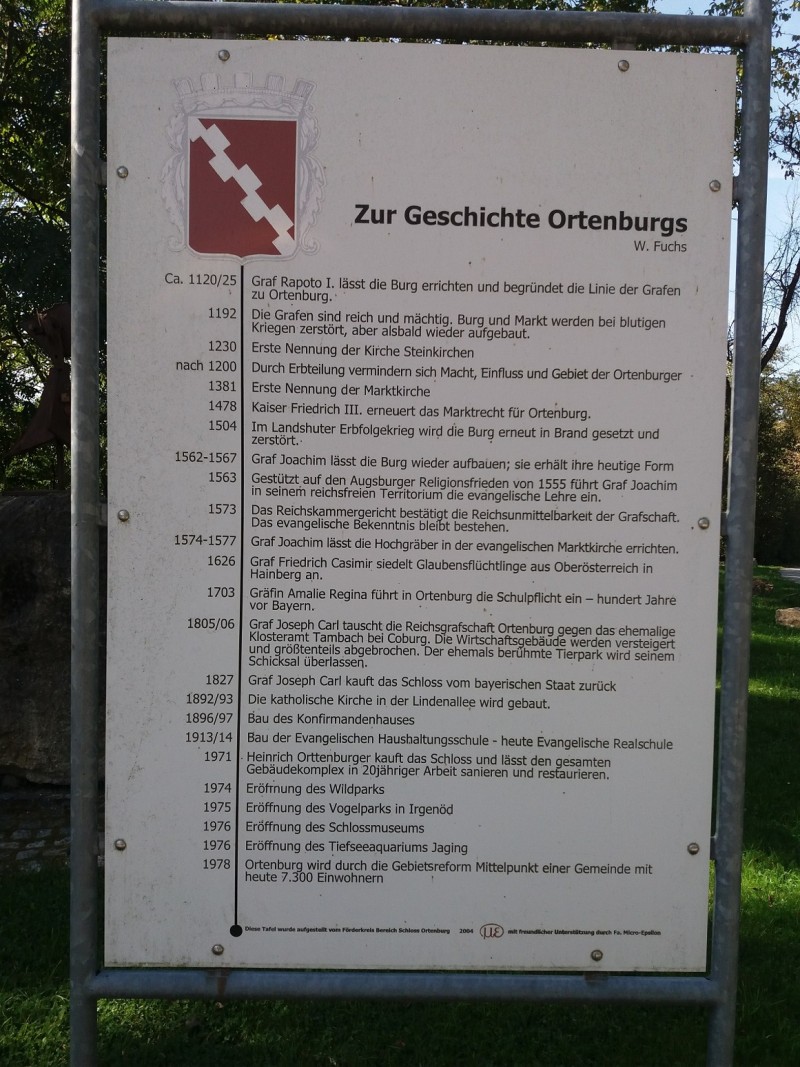 Zur Geschichte Ortenburgs
W. Fuchs
Ca. 1120/25 Graf Rapoto I. lässt die Burg errichten und begründet die Linie der Grafen
zu Ortenburg.
1192 Die Grafen sind reich und mächtig. Burg und Markt werden bei blutigen
Kriegen zerstört, aber alsbald wieder aufgebaut.
1230 Erste Nennung der Kirche Steinkirchen
nach 1200 Durch Erbteilung vermindern sich Macht, Einfluss und Gebiet der Ortenburger
1381 Erste Nennung der Marktkirche
1478 Kaiser Friedrich III. erneuert das Marktrecht für Ortenburg.
1504 Im Landshuter Erbfolgekrieg wird die Burg erneut in Brand gesetzt und
zerstört.
1562-1567 Graf Joachim lässt die Burg wieder aufbauen; sie erhält ihre heutige Form
1563 Gestützt auf den Augsburger Religionsfrieden von 1555 führt Graf Joachim
in seinem reichsfreien Territorium die evangelische Lehre ein.
1573 Das Reichskammergericht bestätigt die Reichsunmittelbarkeit der Grafschaft.
Das evangelische Bekenntnis bleibt bestehen.
1574-1577 Graf Joachim lässt die Hochgräber in der evangelischen Marktkirche errichten.
1626 Graf Friedrich Casimir siedelt Glaubensflüchtlinge aus Oberösterreich in
Hainberg an.
1703 Gräfin Amalie Regina führt in Ortenburg die Schulpflicht ein – hundert Jahre
vor Bayern.
1805/06 Graf Joseph Carl tauscht die Reichsgrafschaft Ortenburg gegen das ehemalige
Klosteramt Tambach bei Coburg. Die Wirtschaftsgebäude werden versteigert
und größtenteils abgebrochen. Der ehemals berühmte Tierpark wird seinem
Schicksal überlassen.
1827 Graf Joseph Carl kauft das Schloss vom bayerischen Staat zurück
1892/93 Die katholische Kirche in der Lindenallee wird gebaut.
1896/97 Bau des Konfirmandenhauses
1913/14 Bau der Evangelischen Haushaltungsschule - heute Evangelische Realschule
1971 Heinrich Orttenburger kauft das Schloss und lässt den gesamten
Gebäudekomplex in 20jähriger Arbeit sanieren und restaurieren.
1974 Eröffnung des Wildparks
1975 Eröffnung des Vogelparks in Irgenöd
1976 Eröffnung des Schlossmuseums
1976 Eröffnung des Tiefseeaquariums Jaging
1978 Ortenburg wird durch die Gebietsreform Mittelpunkt einer Gemeinde mit
heute 7.300 Einwohnern
Diese Tafel wurde aufgestellt vom Förderkreis Bereich Schloss Ortenburg 2004 με mit freundlicher Unterstützung durch Fa. Micro-Epsilon